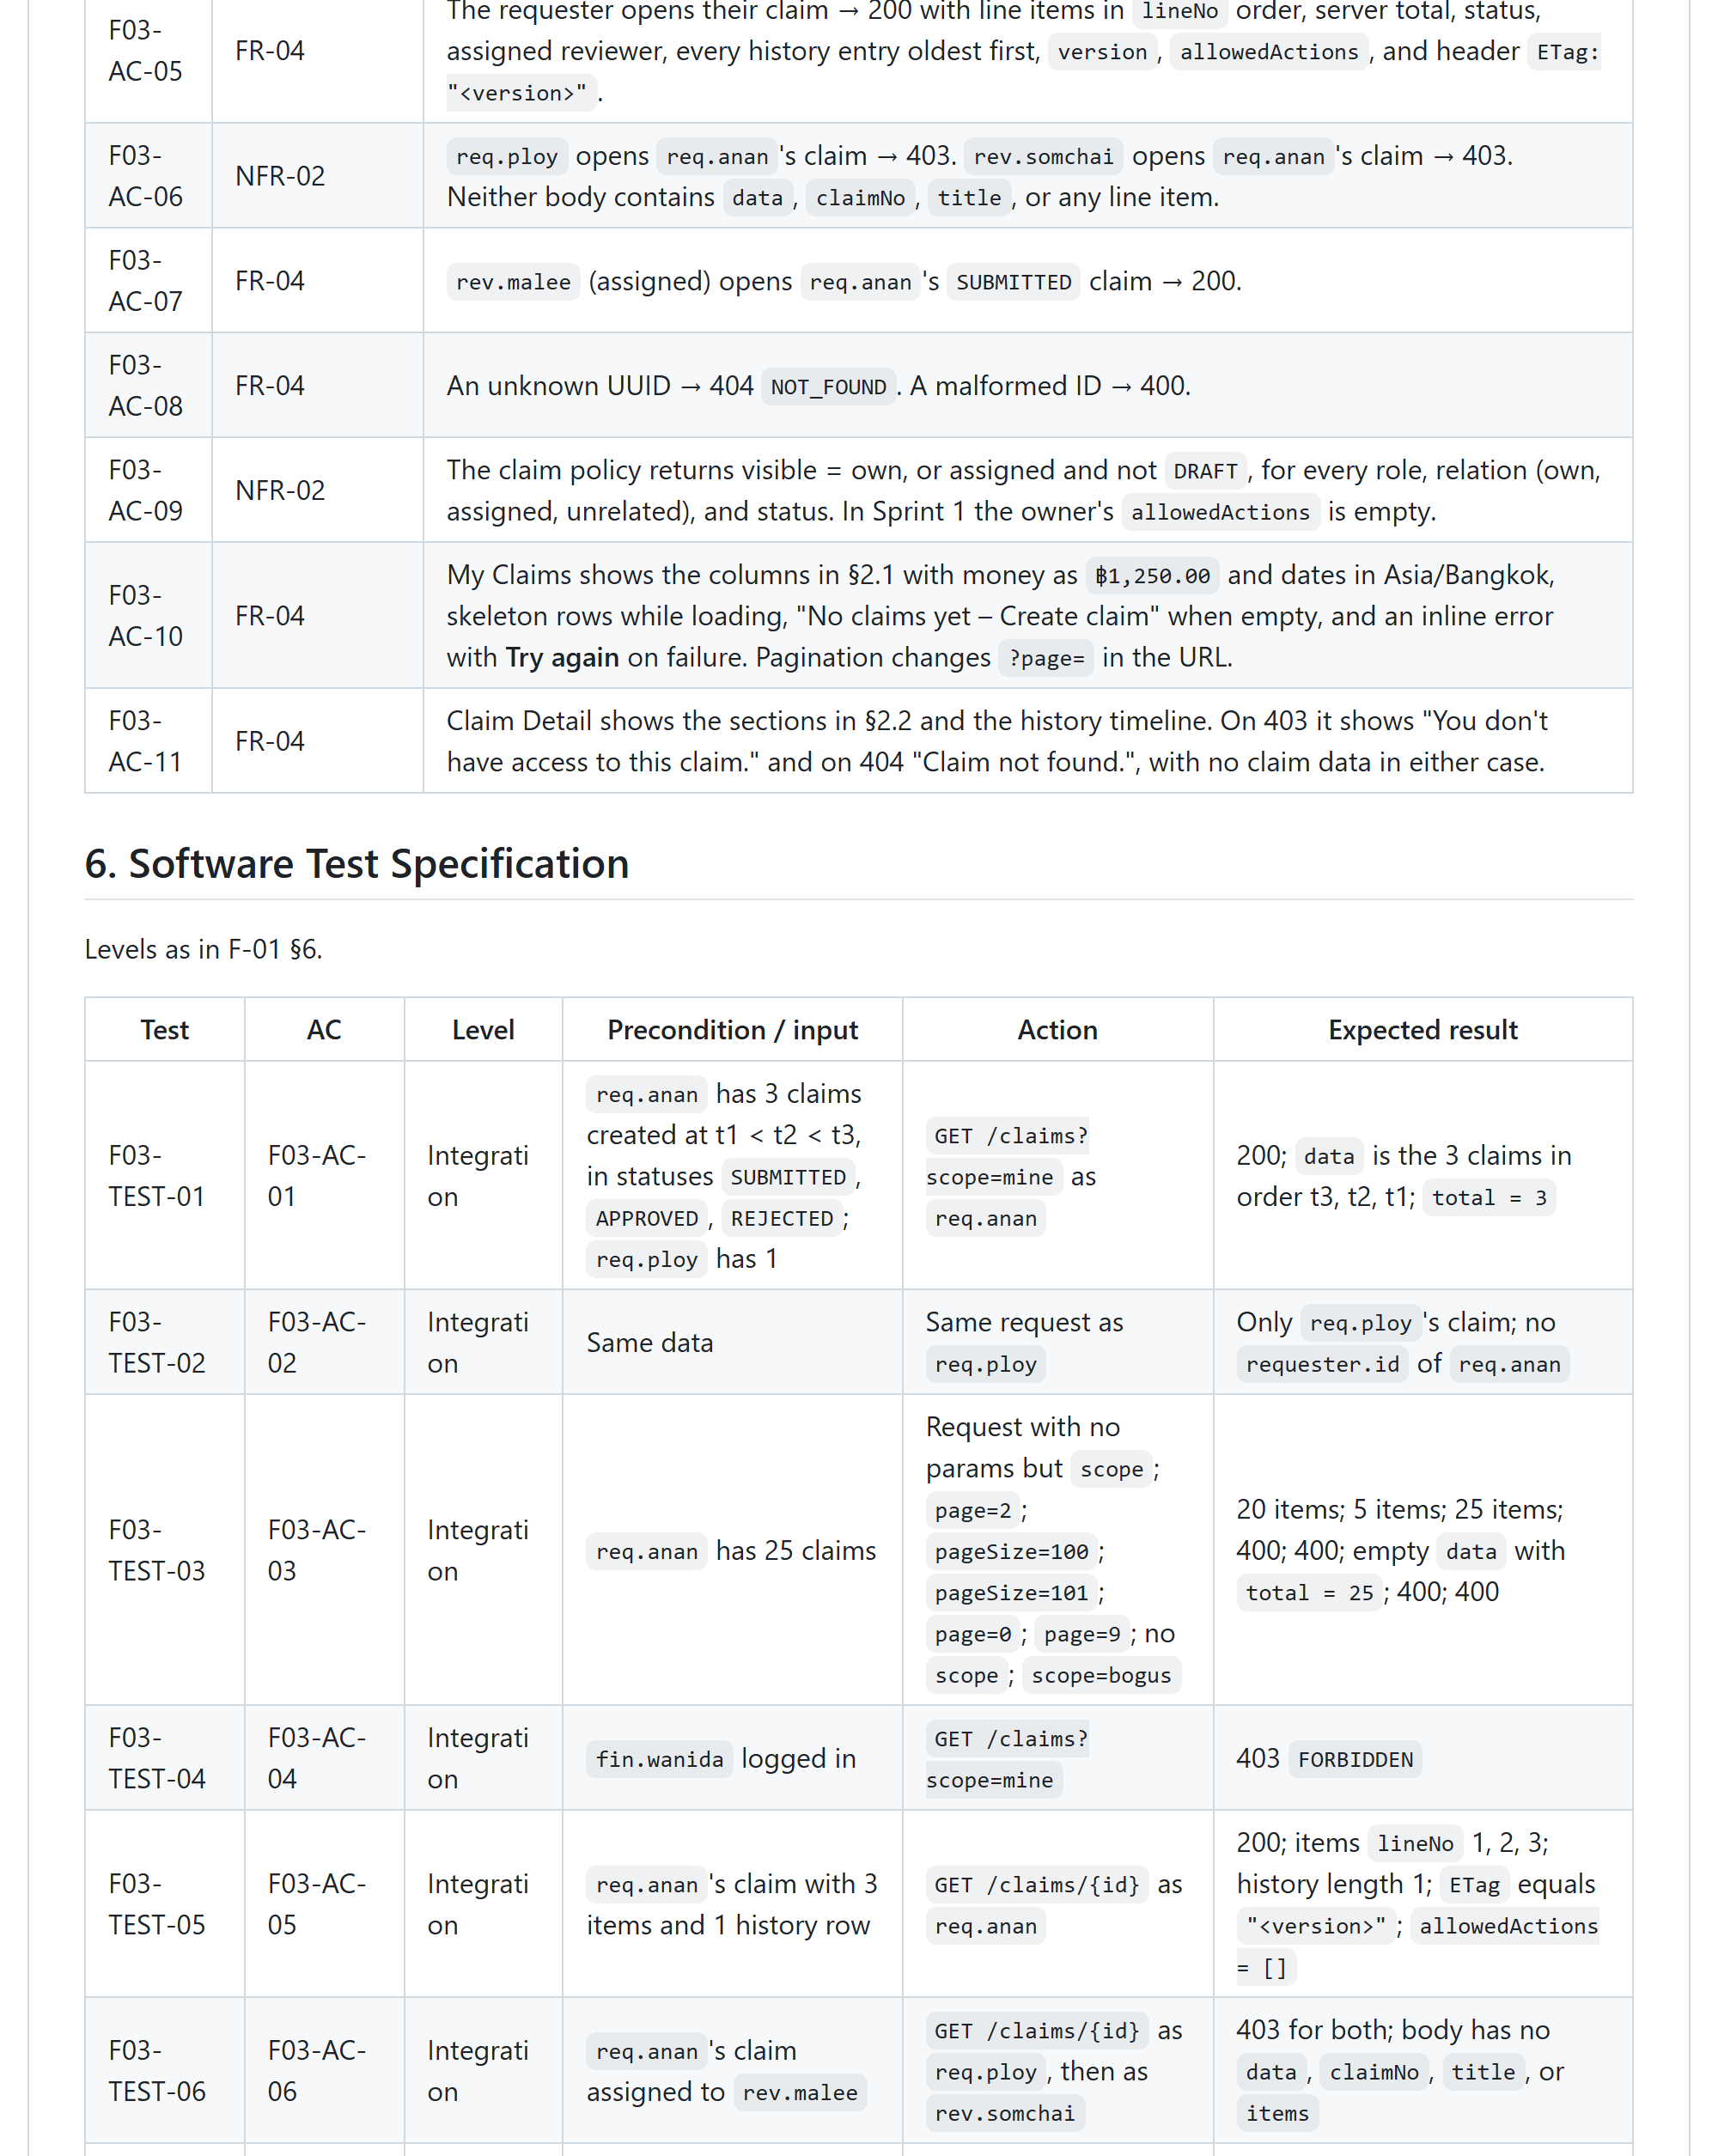 The requester opens their claim → 200 with line items in lineNo order, server total, status,
F03-
AC-05
FR-04
assigned reviewer, every history entry oldest first, version, allowedActions, and header ETag:
"<version>".
F03-
AC-06
NFR-02
req.ploy opens req.anan's claim → 403. rev.somchai opens req.anan's claim → 403.
Neither body contains data, claimNo, title, or any line item.
F03-
AC-07
FR-04
rev.malee (assigned) opens req.anan's SUBMITTED claim → 200.
F03-
AC-08
FR-04
An unknown UUID → 404 NOT_FOUND. A malformed ID → 400.
F03-
AC-09
NFR-02
The claim policy returns visible = own, or assigned and not DRAFT, for every role, relation (own,
assigned, unrelated), and status. In Sprint 1 the owner's allowedActions is empty.
F03-
AC-10
FR-04
My Claims shows the columns in §2.1 with money as ฿1,250.00 and dates in Asia/Bangkok,
skeleton rows while loading, "No claims yet – Create claim" when empty, and an inline error
with Try again on failure. Pagination changes ?page= in the URL.
F03-
AC-11
FR-04
Claim Detail shows the sections in §2.2 and the history timeline. On 403 it shows "You don't
have access to this claim." and on 404 "Claim not found.", with no claim data in either case.
6. Software Test Specification
Levels as in F-01 §6.
Test
AC
Level
Precondition / input
Action
Expected result
F03-
TEST-01
F03-AC-
01
Integrati
on
req.anan has 3 claims
created at t1 < t2 < t3,
in statuses SUBMITTED,
APPROVED, REJECTED;
req.ploy has 1
GET /claims?
scope=mine as
req.anan
200; data is the 3 claims in
order t3, t2, t1; total = 3
F03-
TEST-02
F03-AC-
02
Integrati
on
Same data
Same request as
req.ploy
Only req.ploy's claim; no
requester.id of req.anan
F03-
TEST-03
F03-AC-
03
Integrati
on
req.anan has 25 claims
Request with no
params but scope;
page=2;
pageSize=100;
pageSize=101;
page=0; page=9; no
scope; scope=bogus
20 items; 5 items; 25 items;
400; 400; empty data with
total = 25; 400; 400
F03-
TEST-04
F03-AC-
04
Integrati
on
fin.wanida logged in
GET /claims?
scope=mine
403 FORBIDDEN
F03-
TEST-05
F03-AC-
05
Integrati
on
req.anan's claim with 3
items and 1 history row
GET /claims/{id} as
req.anan
200; items lineNo 1, 2, 3;
history length 1; ETag equals
"<version>"; allowedActions
= []
F03-
TEST-06
F03-AC-
06
Integrati
on
req.anan's claim
assigned to rev.malee
GET /claims/{id} as
req.ploy, then as
rev.somchai
403 for both; body has no
data, claimNo, title, or
items